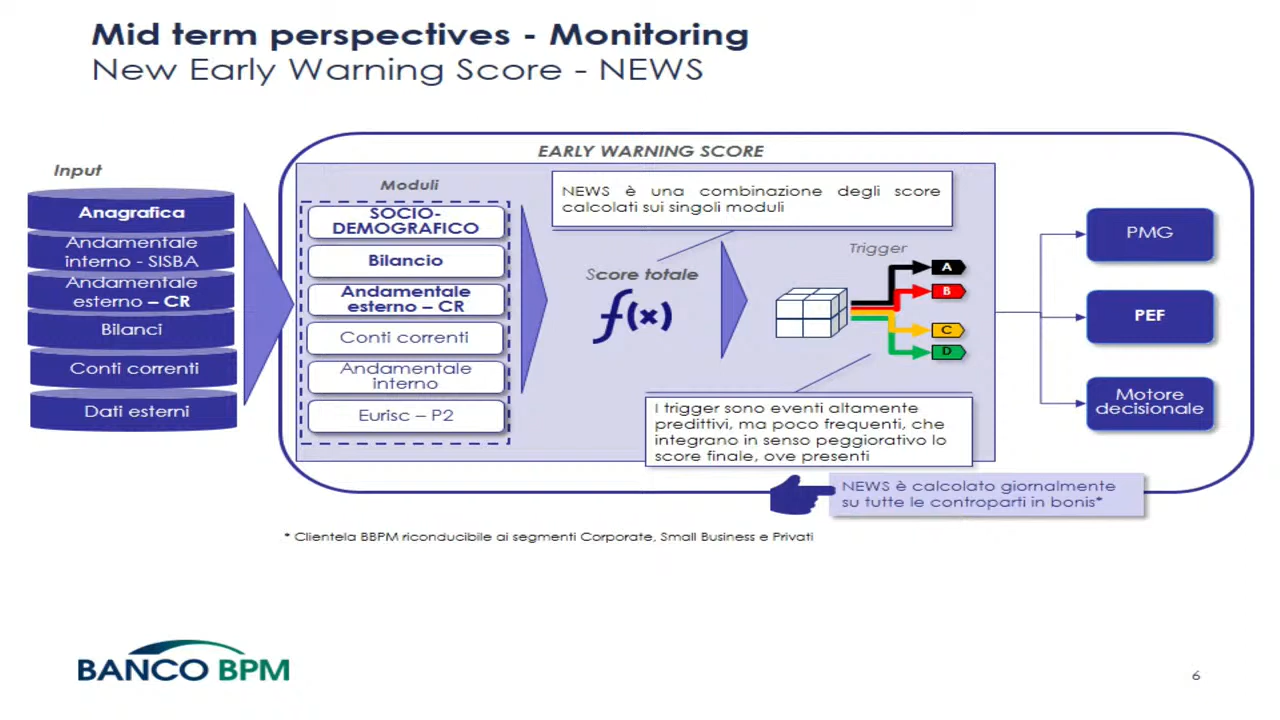 Mid term perspectives - Monitoring
New Early Warning Score - NEWS
Input
Anagrafica
Andamentale
interno - SISBA
Andamentale
esterno – CR
Bilanci
Conti correnti
Dati esterni
EARLY WARNING SCORE
Moduli
SOCIO-
DEMOGRAFICO
Bilancio
Andamentale
esterno – CR
Conti correnti
Andamentale
interno
Eurisc – P2
NEWS è una combinazione degli score
calcolati sui singoli moduli
Score totale
f(x)
Trigger
A
B
C
D
I trigger sono eventi altamente
predittivi, ma poco frequenti, che
integrano in senso peggiorativo lo
score finale, ove presenti
PMG
PEF
Motore
decisionale
NEWS è calcolato giornalmente
su tutte le controparti in bonis*
* Clientela BBPM riconducibile ai segmenti Corporate, Small Business e Privati
BANCO BPM
6